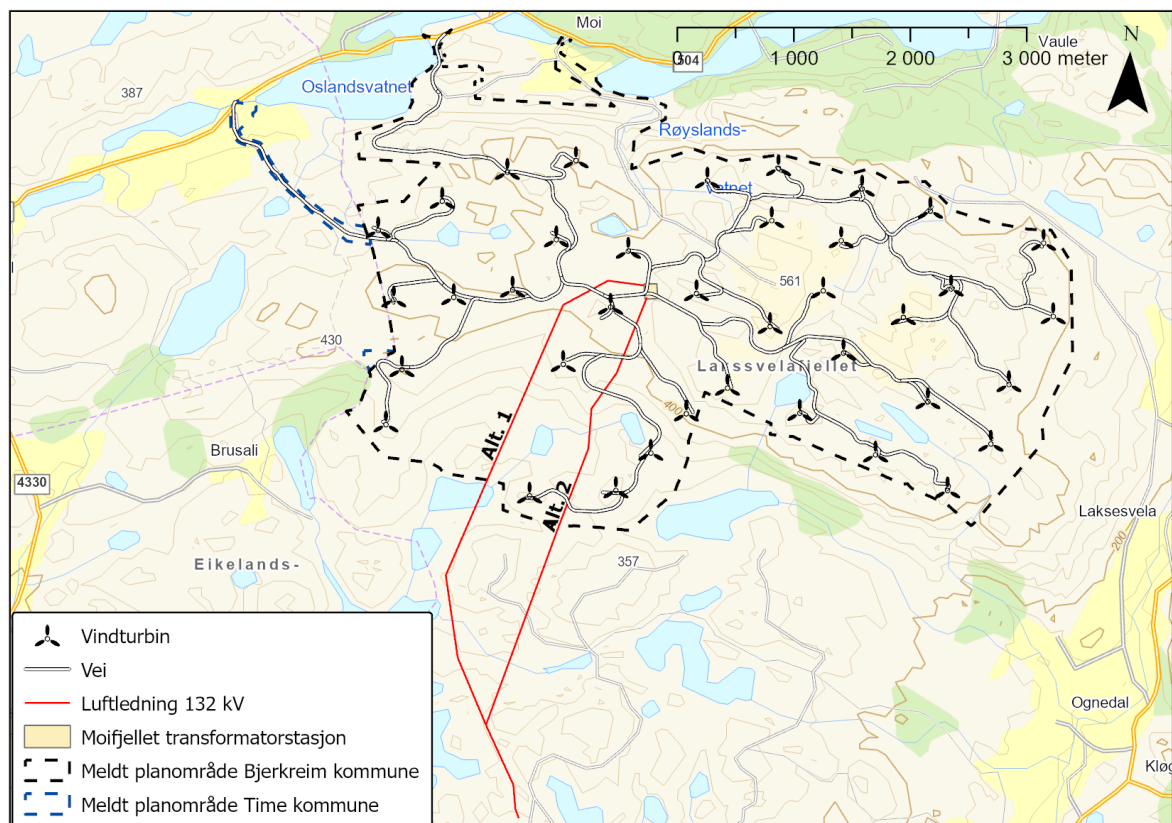 Moi
N
Vaule
504
0
1 000
2 000
3 000 meter
387
Oslandsvatnet
Røyslands-
vatnet
561
430
Larssvelafjellet
400
Alt. 1
Brusali
4330
Alt. 2
Laksesvela
200
357
Eikelands-
Ognedal
Kløg
Vindturbin
Vei
Luftledning 132 kV
Moifjellet transformatorstasjon
Meldt planområde Bjerkreim kommune
Meldt planområde Time kommune